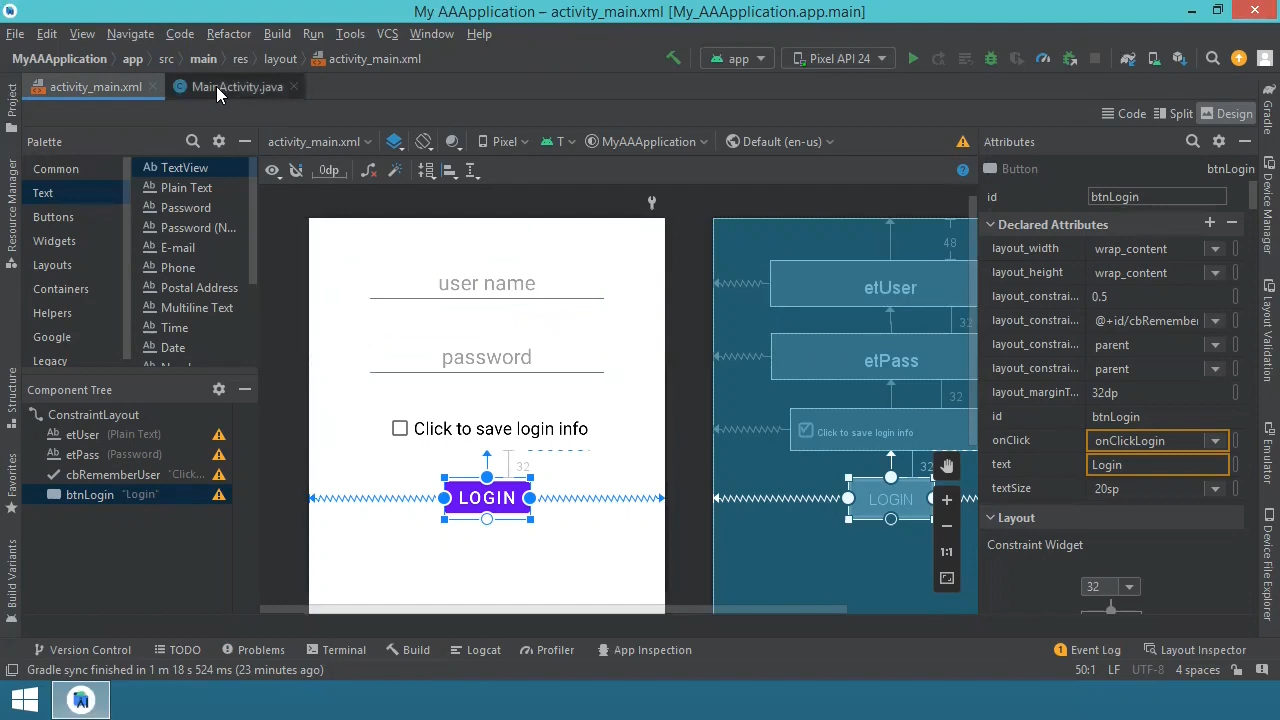 My AAApplication – activity_main.xml [My_AAApplication.app.main]
File Edit View Navigate Code Refactor Build Run Tools VCS Window Help
MyAAApplication app src main res layout activity_main.xml
app Pixel API 24
activity_main.xml MainActivity.java
Code Split Design
Palette
activity_main.xml Pixel T MyAAApplication Default (en-us)
Attributes
Common
Text
Buttons
Widgets
Layouts
Containers
Helpers
Google
Legacy
Ab TextView
Ab Plain Text
Ab Password
Ab Password (N...
Ab E-mail
Ab Phone
Ab Postal Address
Ab Multiline Text
Ab Time
Ab Date
0dp
Component Tree
ConstraintLayout
Ab etUser (Plain Text)
Ab etPass (Password)
cbRememberUser "Click...
btnLogin "Login"
user name
password
Click to save login info
32
LOGIN
48
etUser
32
etPass
32
Click to save login info
32
LOGIN
1:1
Button btnLogin
id btnLogin
Declared Attributes
layout_width wrap_content
layout_height wrap_content
layout_constrai... 0.5
layout_constrai... @+id/cbRemember
layout_constrai... parent
layout_constrai... parent
layout_marginT... 32dp
id btnLogin
onClick onClickLogin
text Login
textSize 20sp
Layout
Constraint Widget
32
Project
Resource Manager
Structure
Favorites
Build Variants
Gradle
Device Manager
Layout Validation
Emulator
Device File Explorer
Version Control TODO Problems Terminal Build Logcat Profiler App Inspection
1 Event Log Layout Inspector
Gradle sync finished in 1 m 18 s 524 ms (23 minutes ago)
50:1 LF UTF-8 4 spaces